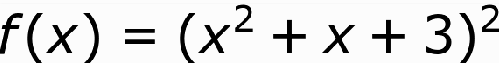 f(x) = (x² + x + 3)²